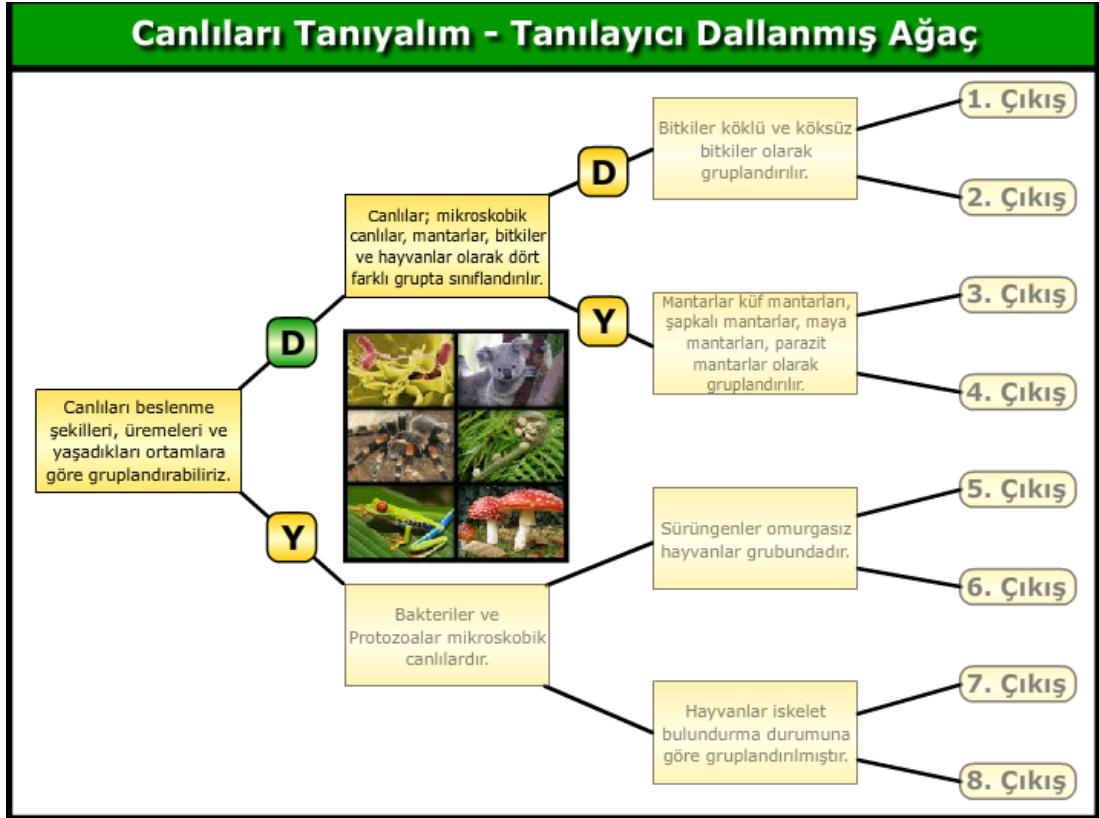 Canlıları Tanıyalım - Tanılayıcı Dallanmış Ağaç
Canlıları beslenme
şekilleri, üremeleri ve
yaşadıkları ortamlara
göre gruplandırabiliriz.
D
Y
Canlılar; mikroskobik
canlılar, mantarlar, bitkiler
ve hayvanlar olarak dört
farklı grupta sınıflandırılır.
D
Y
Bakteriler ve
Protozoalar mikroskobik
canlılardır.
Bitkiler köklü ve köksüz
bitkiler olarak
gruplandırılır.
Mantarlar küf mantarları,
şapkalı mantarlar, maya
mantarları, parazit
mantarlar olarak
gruplandırılır.
Sürüngenler omurgasız
hayvanlar grubundadır.
Hayvanlar iskelet
bulundurma durumuna
göre gruplandırılmıştır.
1. Çıkış
2. Çıkış
3. Çıkış
4. Çıkış
5. Çıkış
6. Çıkış
7. Çıkış
8. Çıkış